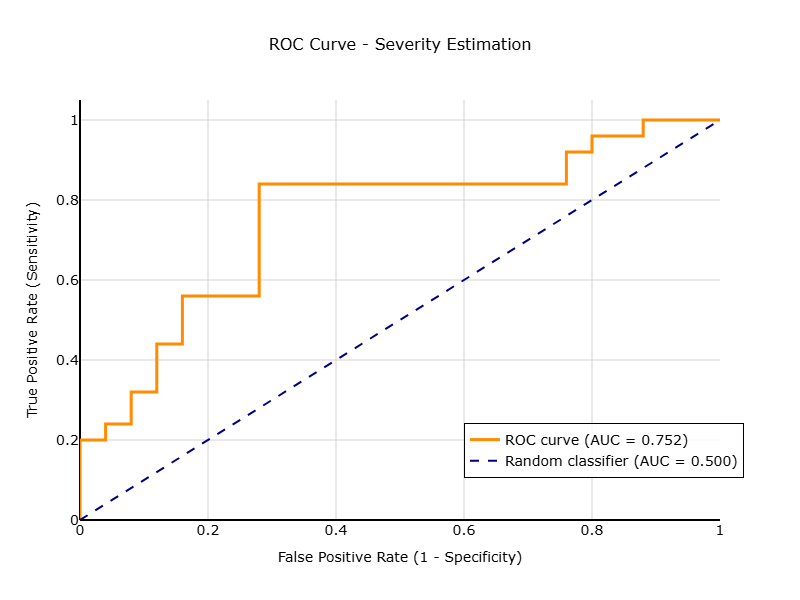 ROC Curve - Severity Estimation
True Positive Rate (Sensitivity)
1
0.8
0.6
0.4
0.2
0
0 0.2 0.4 0.6 0.8 1
False Positive Rate (1 - Specificity)
ROC curve (AUC = 0.752)
Random classifier (AUC = 0.500)